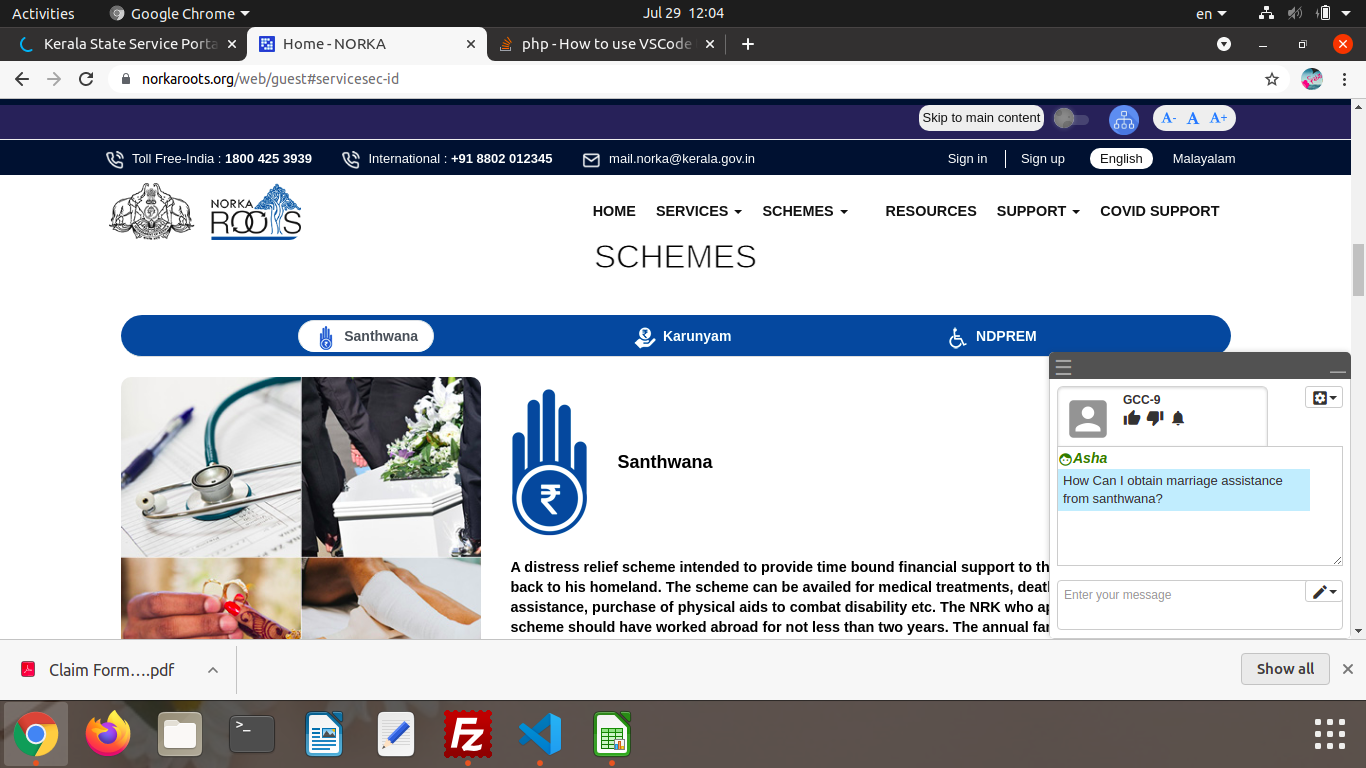 Activities Google Chrome Jul 29 12:04 en
Kerala State Service Porta Home - NORKA php - How to use VSCode
norkaroots.org/web/guest#servicesec-id
Skip to main content A- A A+
Toll Free-India : 1800 425 3939 International : +91 8802 012345 mail.norka@kerala.gov.in Sign in Sign up English Malayalam
NORKA
ROOTS
HOME SERVICES SCHEMES RESOURCES SUPPORT COVID SUPPORT
SCHEMES
Santhwana Karunyam NDPREM
GCC-9
Asha
How Can I obtain marriage assistance
from santhwana?
Enter your message
₹
Santhwana
A distress relief scheme intended to provide time bound financial support to th
back to his homeland. The scheme can be availed for medical treatments, deat
assistance, purchase of physical aids to combat disability etc. The NRK who ap
scheme should have worked abroad for not less than two years. The annual far
Claim Form….pdf Show all
>_ Fz